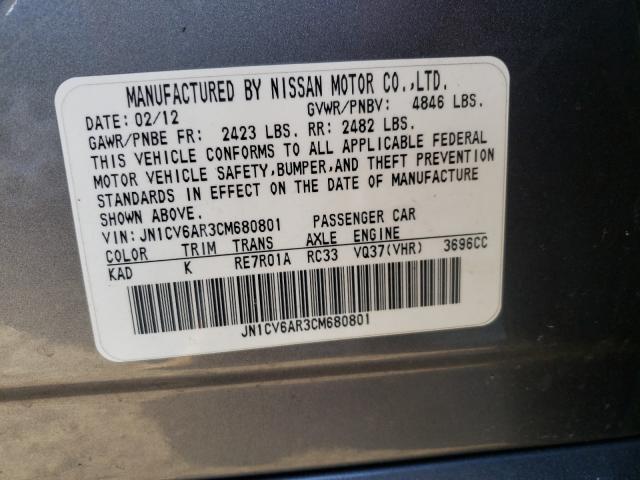 MANUFACTURED BY NISSAN MOTOR CO.,LTD.
DATE: 02/12 GVWR/PNBV: 4846 LBS.
GAWR/PNBE FR: 2423 LBS. RR: 2482 LBS.
THIS VEHICLE CONFORMS TO ALL APPLICABLE FEDERAL
MOTOR VEHICLE SAFETY,BUMPER,AND THEFT PREVENTION
STANDARDS IN EFFECT ON THE DATE OF MANUFACTURE
SHOWN ABOVE.
VIN: JN1CV6AR3CM680801 PASSENGER CAR
COLOR TRIM TRANS AXLE ENGINE
KAD K RE7R01A RC33 VQ37(VHR) 3696CC
JN1CV6AR3CM680801